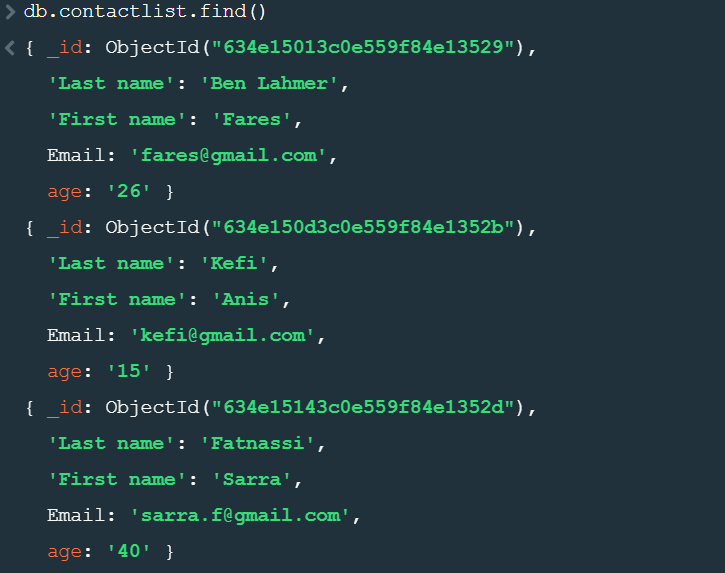 > db.contactlist.find()
< { _id: ObjectId("634e15013c0e559f84e13529"),
'Last name': 'Ben Lahmer',
'First name': 'Fares',
Email: 'fares@gmail.com',
age: '26' }
{ _id: ObjectId("634e150d3c0e559f84e1352b"),
'Last name': 'Kefi',
'First name': 'Anis',
Email: 'kefi@gmail.com',
age: '15' }
{ _id: ObjectId("634e15143c0e559f84e1352d"),
'Last name': 'Fatnassi',
'First name': 'Sarra',
Email: 'sarra.f@gmail.com',
age: '40' }